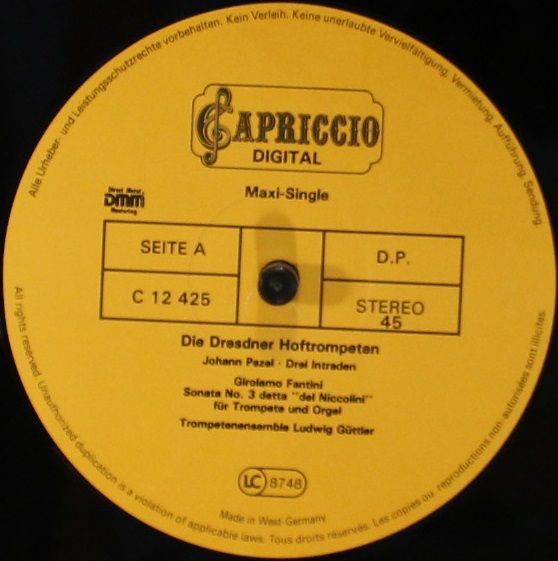 Alle Urheber- und Leistungsschutzrechte vorbehalten. Kein Verleih. Keine unerlaubte Vervielfältigung, Vermietung, Aufführung, Sendung.
CAPRICCIO
DIGITAL
Maxi-Single
Direct Metal
DMM
Mastering
SEITE A
D.P.
C 12 425
STEREO
45
Die Dresdner Hoftrompeten
Johann Pezel · Drei Intraden
Girolamo Fantini
Sonata No. 3 detta "del Niccolini"
für Trompete und Orgel
Trompetenensemble Ludwig Güttler
LC 8748
Made in West-Germany
All rights reserved. Unauthorized duplication is a violation of applicable laws. Tous droits réservés. Les copies ou reproductions non-autorisées sont illicites.